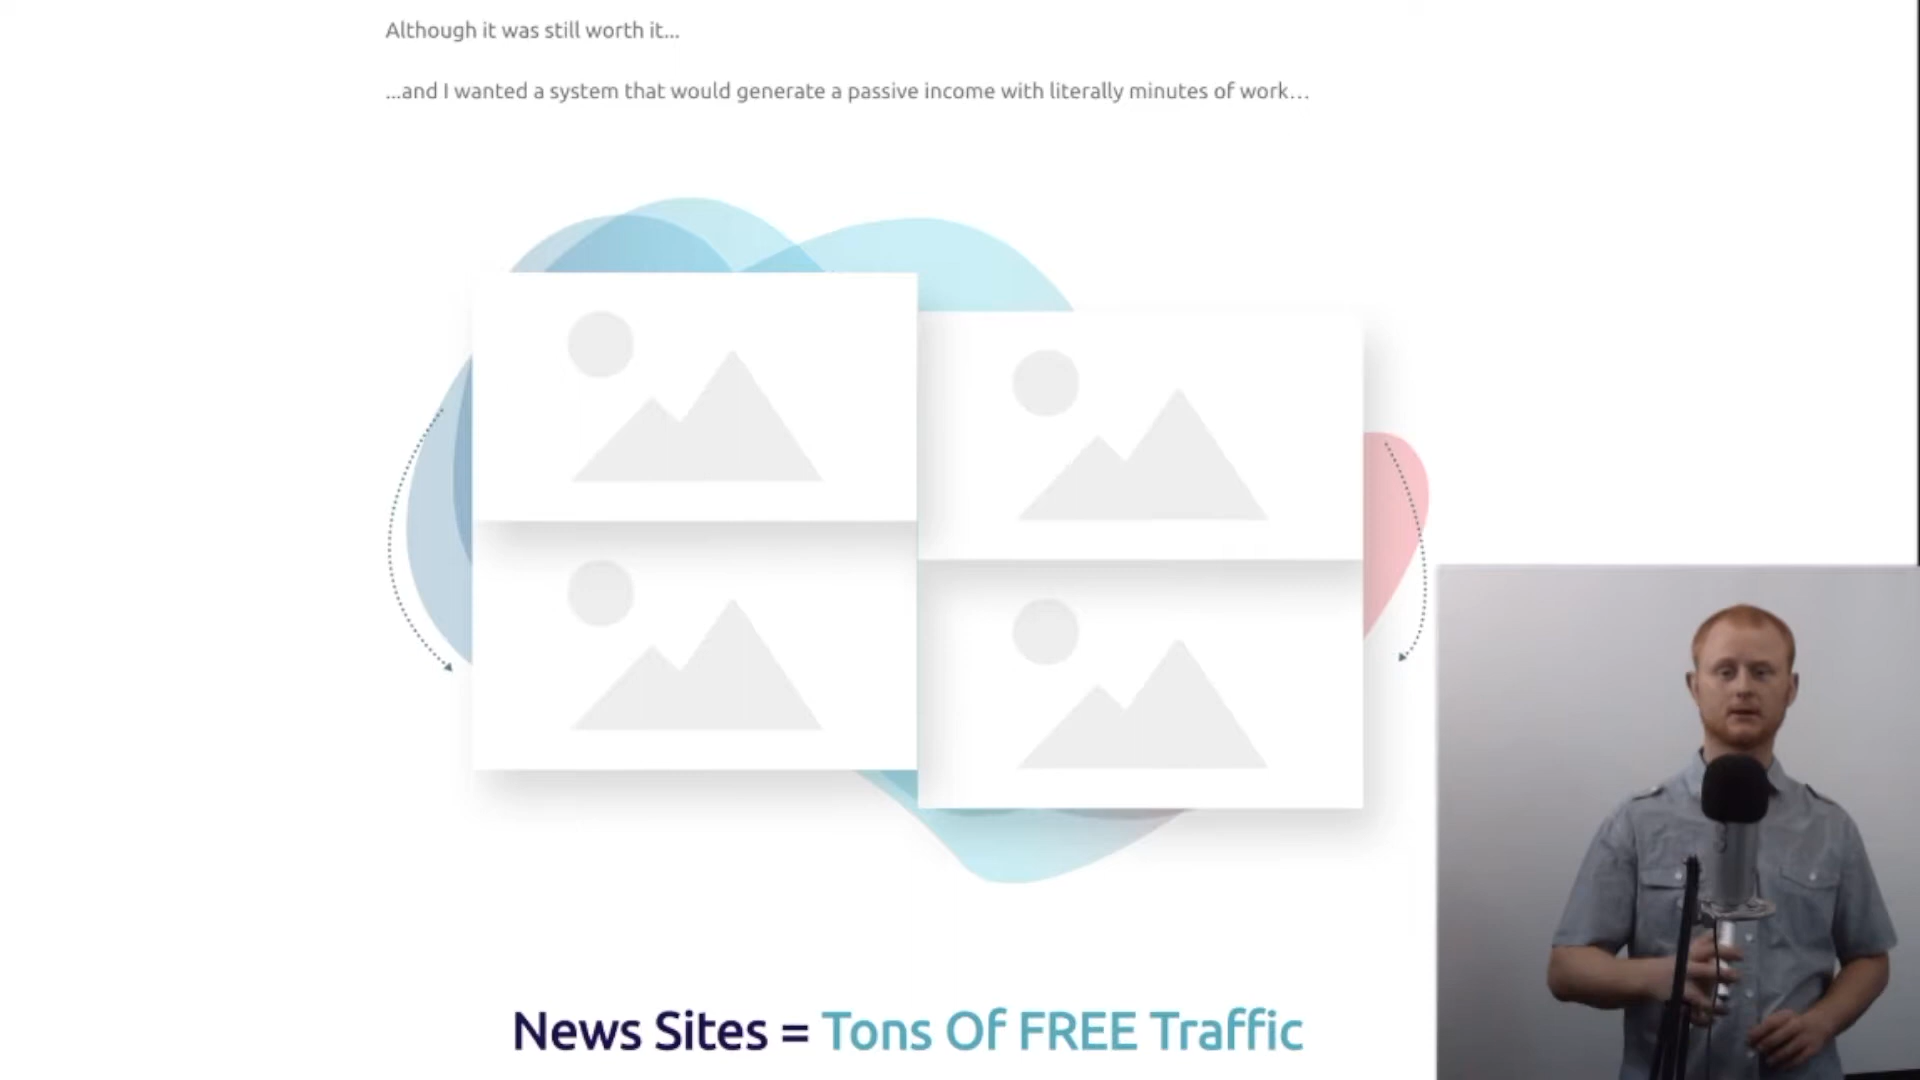 Although it was still worth it...
...and I wanted a system that would generate a passive income with literally minutes of work...
News Sites = Tons Of FREE Traffic